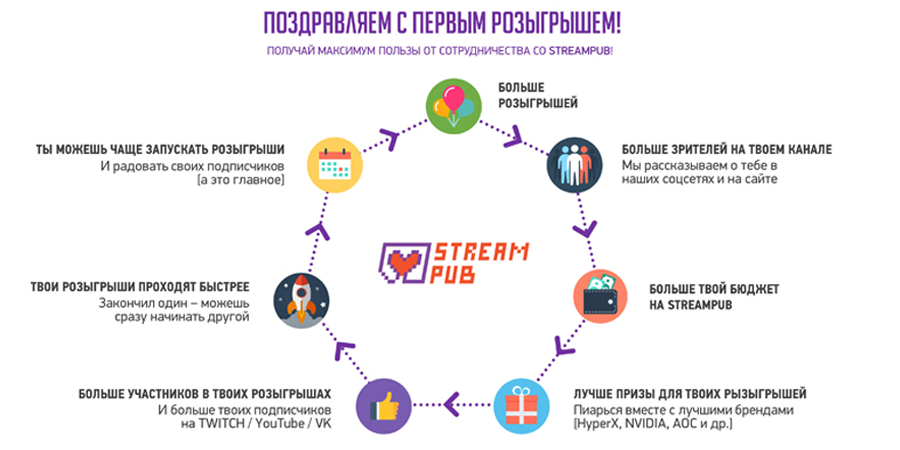 ПОЗДРАВЛЯЕМ С ПЕРВЫМ РОЗЫГРЫШЕМ!
ПОЛУЧАЙ МАКСИМУМ ПОЛЬЗЫ ОТ СОТРУДНИЧЕСТВА СО STREAMPUB!
БОЛЬШЕ
РОЗЫГРЫШЕЙ
БОЛЬШЕ ЗРИТЕЛЕЙ НА ТВОЕМ КАНАЛЕ
Мы рассказываем о тебе в
наших соцсетях и на сайте
БОЛЬШЕ ТВОЙ БЮДЖЕТ
НА STREAMPUB
ЛУЧШЕ ПРИЗЫ ДЛЯ ТВОИХ РЫЗЫГРЫШЕЙ
Пиарься вместе с лучшими брендами
[HyperX, NVIDIA, AOC и др.]
БОЛЬШЕ УЧАСТНИКОВ В ТВОИХ РОЗЫГРЫШАХ
И больше твоих подписчиков
на TWITCH / YouTube / VK
ТВОИ РОЗЫГРЫШИ ПРОХОДЯТ БЫСТРЕЕ
Закончил один – можешь
сразу начинать другой
ТЫ МОЖЕШЬ ЧАЩЕ ЗАПУСКАТЬ РОЗЫГРЫШИ
И радовать своих подписчиков
[а это главное]
STREAM
PUB